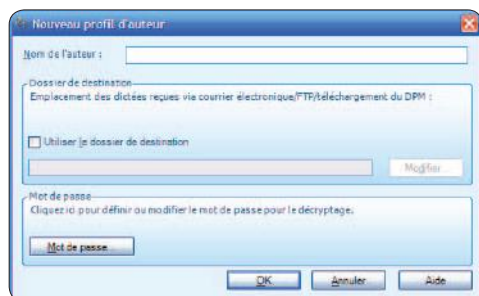 Nouveau profil d'auteur
Nom de l'auteur :
Dossier de destination
Emplacement des dictées reçues via courrier électronique/FTP/téléchargement du DPM :
Utiliser le dossier de destination
Modifier...
Mot de passe
Cliquez ici pour définir ou modifier le mot de passe pour le décryptage.
Mot de passe...
OK
Annuler
Aide